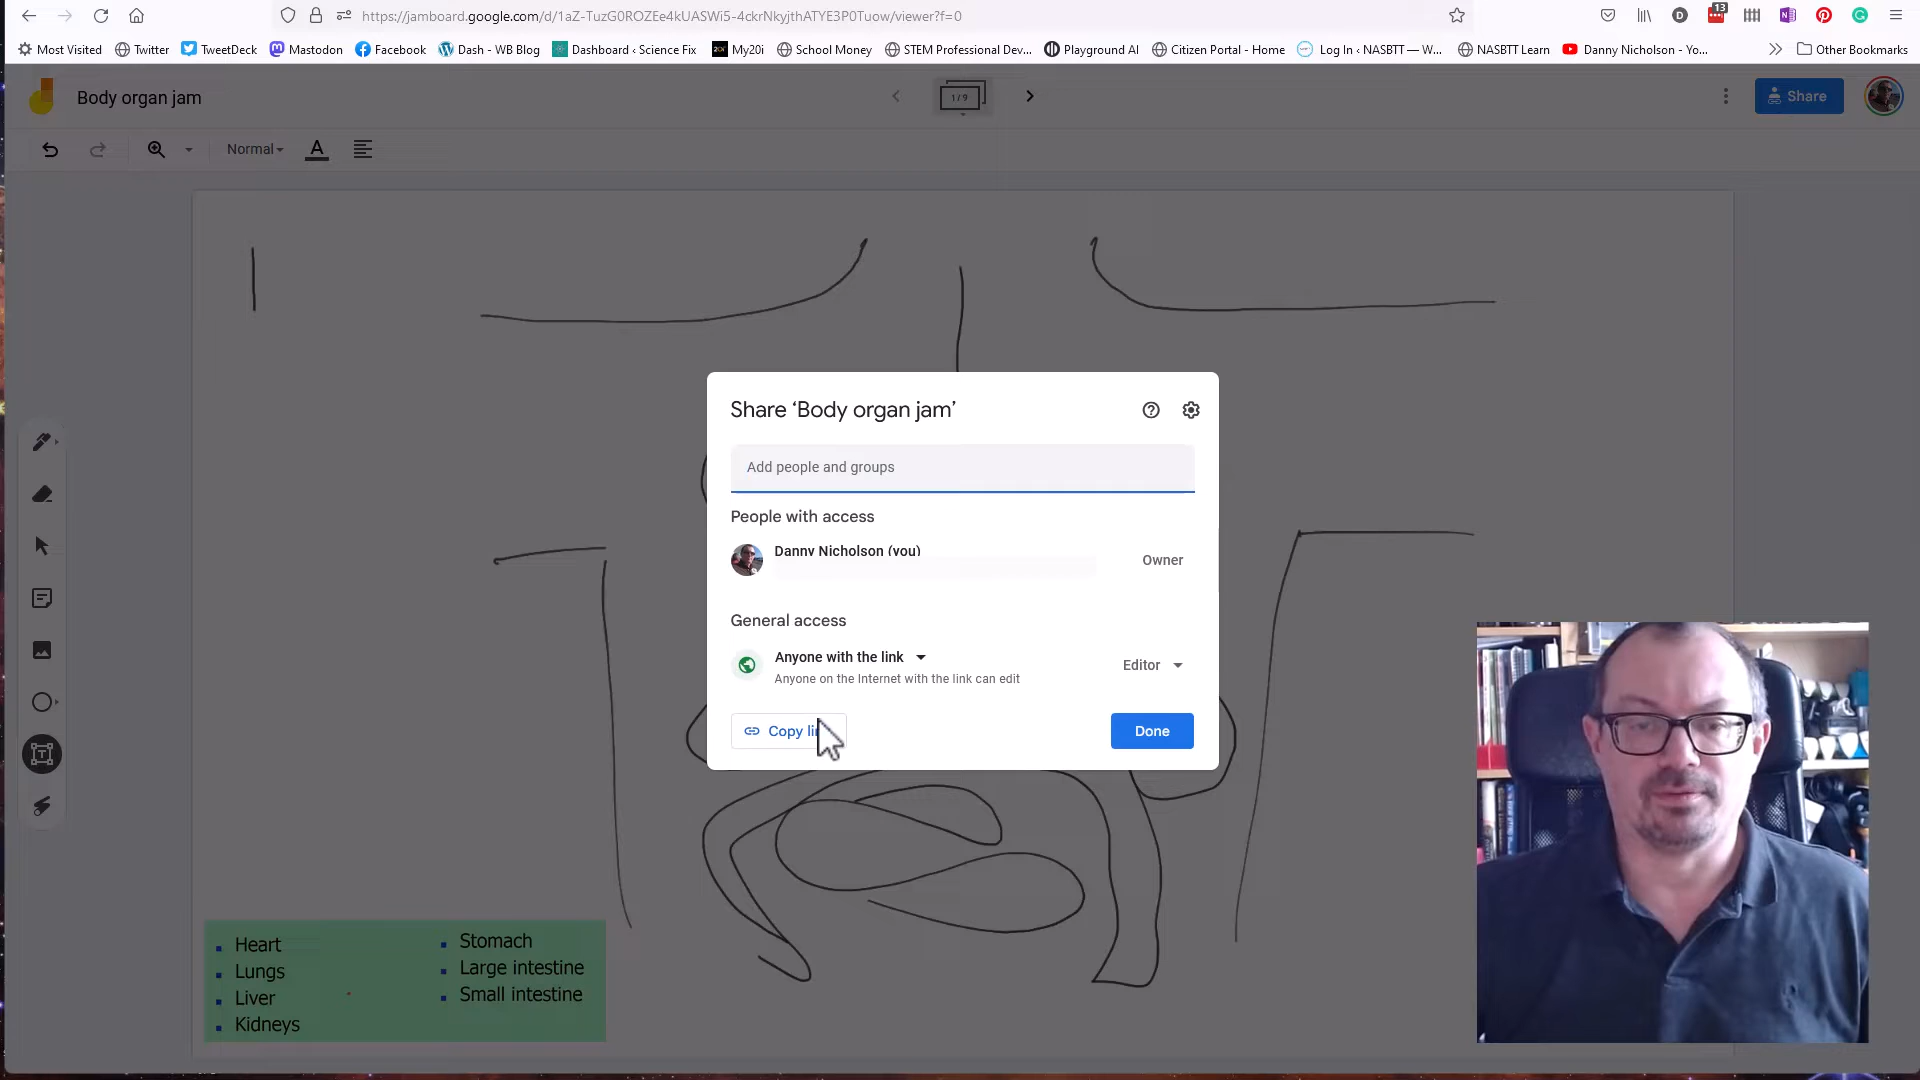 https://jamboard.google.com/d/1aZ-TuzG0ROZEe4kUASWi5-4ckrNkyjthATYE3P0Tuow/viewer?f=0
13
D
N
G
Most Visited Twitter TweetDeck Mastodon Facebook Dash - WB Blog Dashboard ‹ Science Fix My20i School Money STEM Professional Dev... Playground AI Citizen Portal - Home Log In ‹ NASBTT — W... NASBTT Learn Danny Nicholson - Yo... Other Bookmarks
Body organ jam
1 / 9
Share
Normal
A
Share ‘Body organ jam’
Add people and groups
People with access
Danny Nicholson (you)
Owner
General access
Anyone with the link
Editor
Anyone on the Internet with the link can edit
Copy
Done
Heart
Lungs
Liver
Kidneys
Stomach
Large intestine
Small intestine